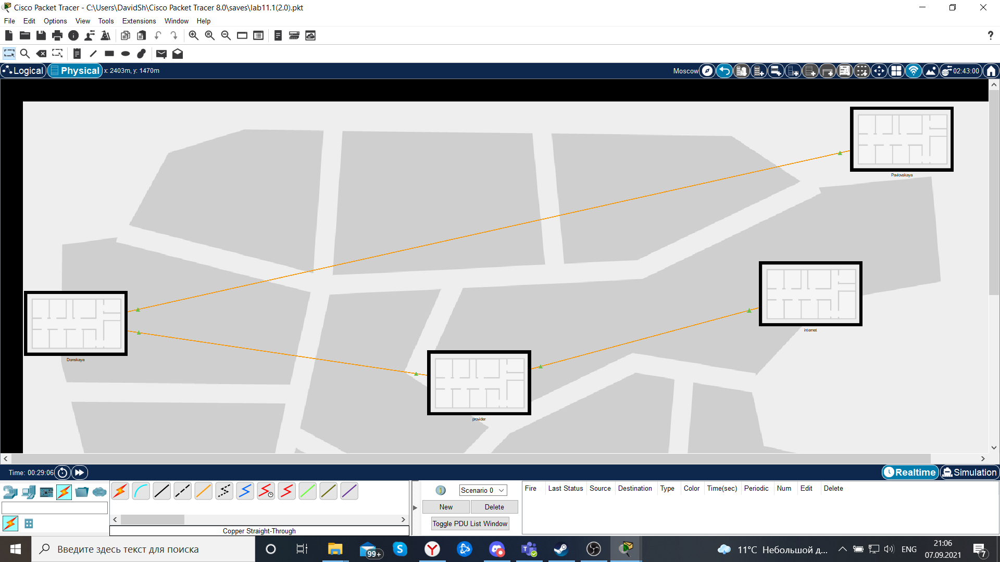 Cisco Packet Tracer - C:\Users\DavidSh\Cisco Packet Tracer 8.0\saves\lab11.1(2.0).pkt
File Edit Options View Tools Extensions Window Help
Logical Physical x: 2403m, y: 1470m Moscow 02:43:00
Pavlovskaya
internet
Donskaya
provider
Time: 00:29:06 Realtime Simulation
Scenario 0
Fire Last Status Source Destination Type Color Time(sec) Periodic Num Edit Delete
New Delete
Toggle PDU List Window
Copper Straight-Through
Введите здесь текст для поиска
99+
11°C Небольшой д...
ENG
21:06
07.09.2021
7